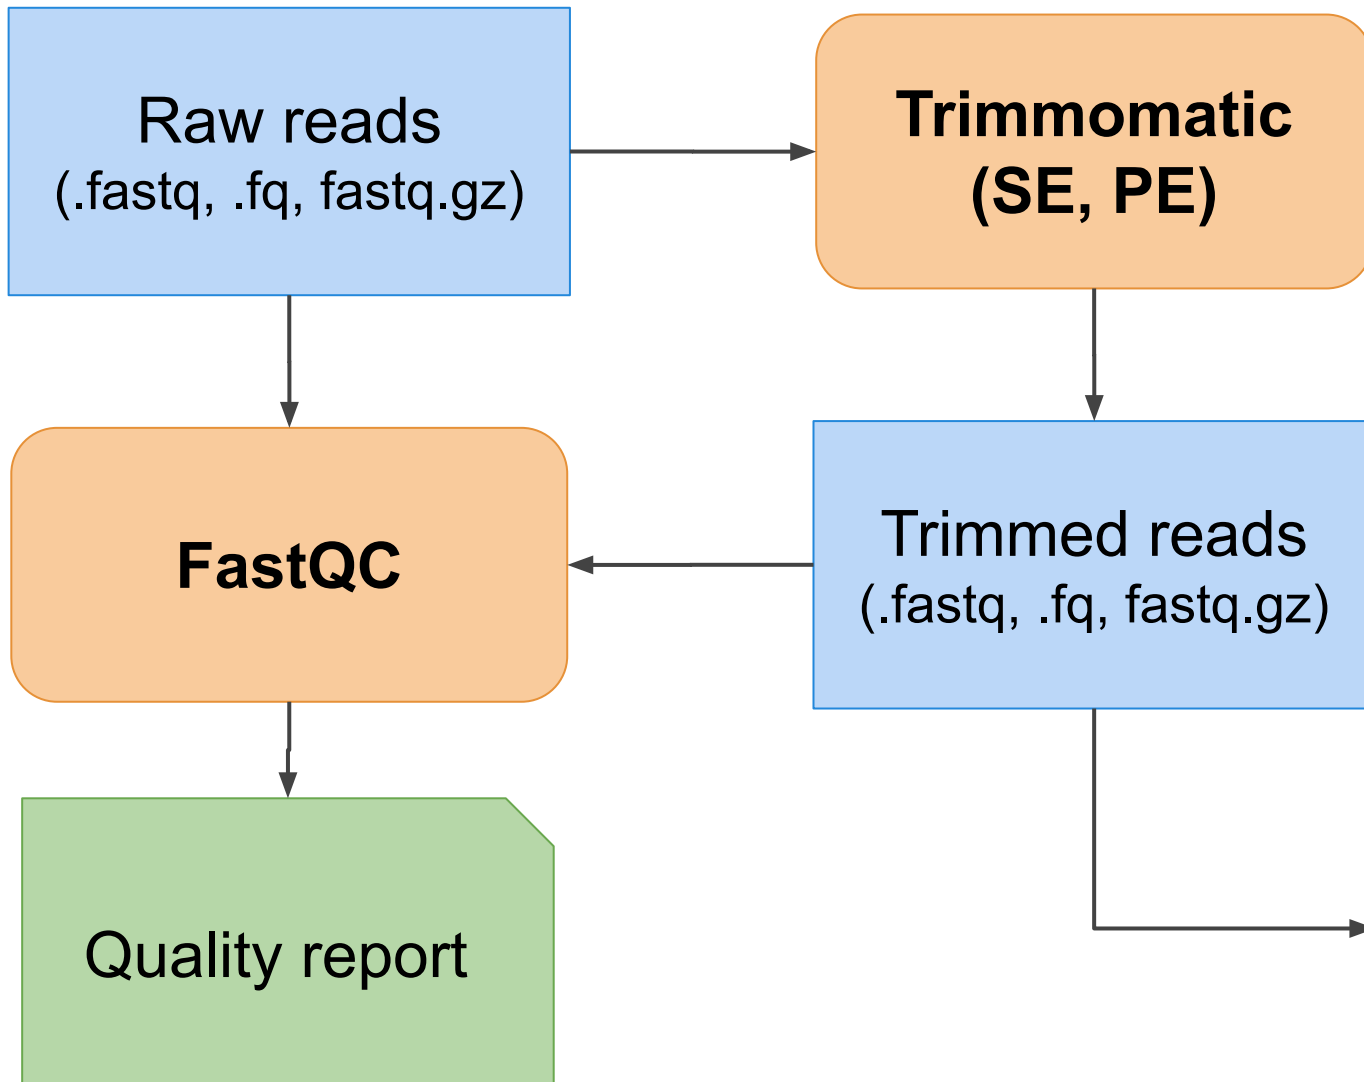 Raw reads
(.fastq, .fq, fastq.gz)
Trimmomatic
(SE, PE)
FastQC
Trimmed reads
(.fastq, .fq, fastq.gz)
Quality report